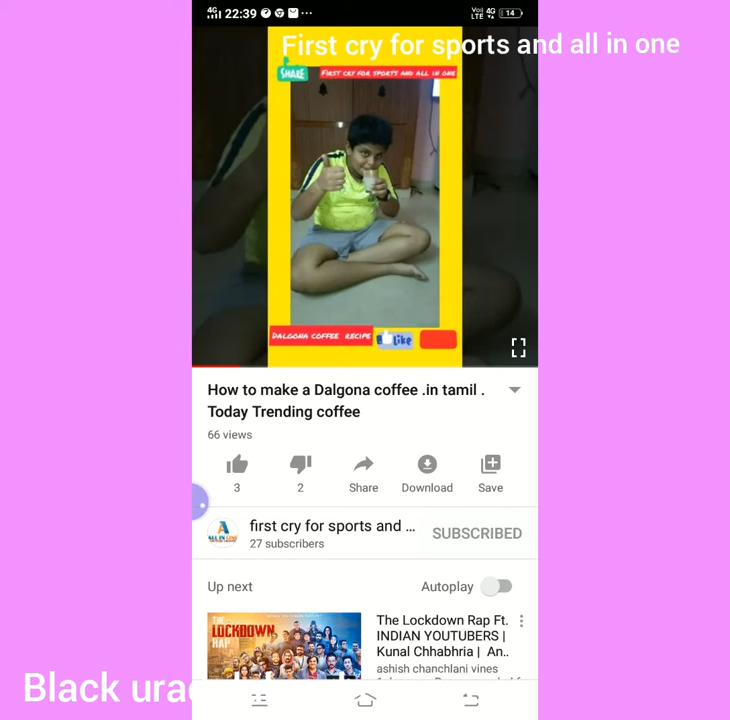 22:39
14
First cry for sports and all in one
SHARE
First cry for sports and all in one
Dalgona coffee recipe
like
How to make a Dalgona coffee .in tamil .
Today Trending coffee
66 views
3
2
Share
Download
Save
first cry for sports and ...
SUBSCRIBED
27 subscribers
Up next
Autoplay
THE
LOCKDOWN
RAP
The Lockdown Rap Ft.
INDIAN YOUTUBERS |
Kunal Chhabhria | An..
ashish chanchlani vines
Black